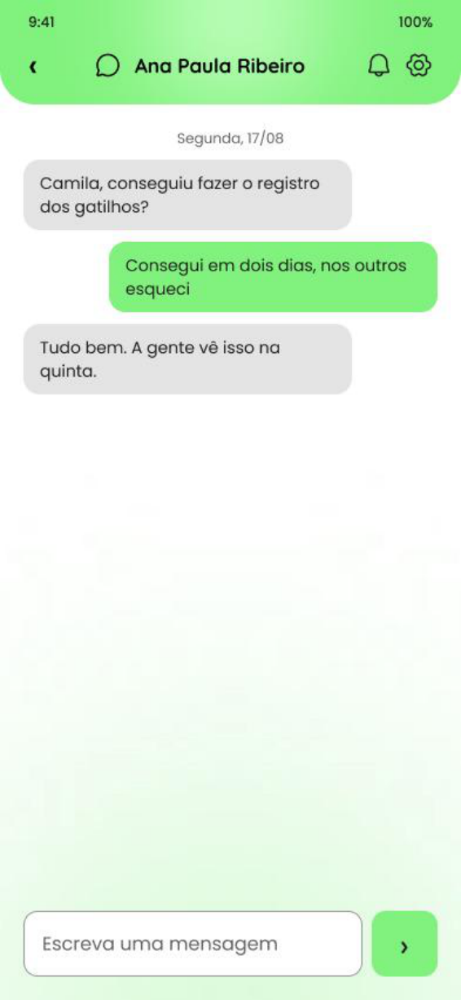 9:41 100%
Ana Paula Ribeiro
Segunda, 17/08
Camila, conseguiu fazer o registro
dos gatilhos?
Consegui em dois dias, nos outros
esqueci
Tudo bem. A gente vê isso na
quinta.
Escreva uma mensagem